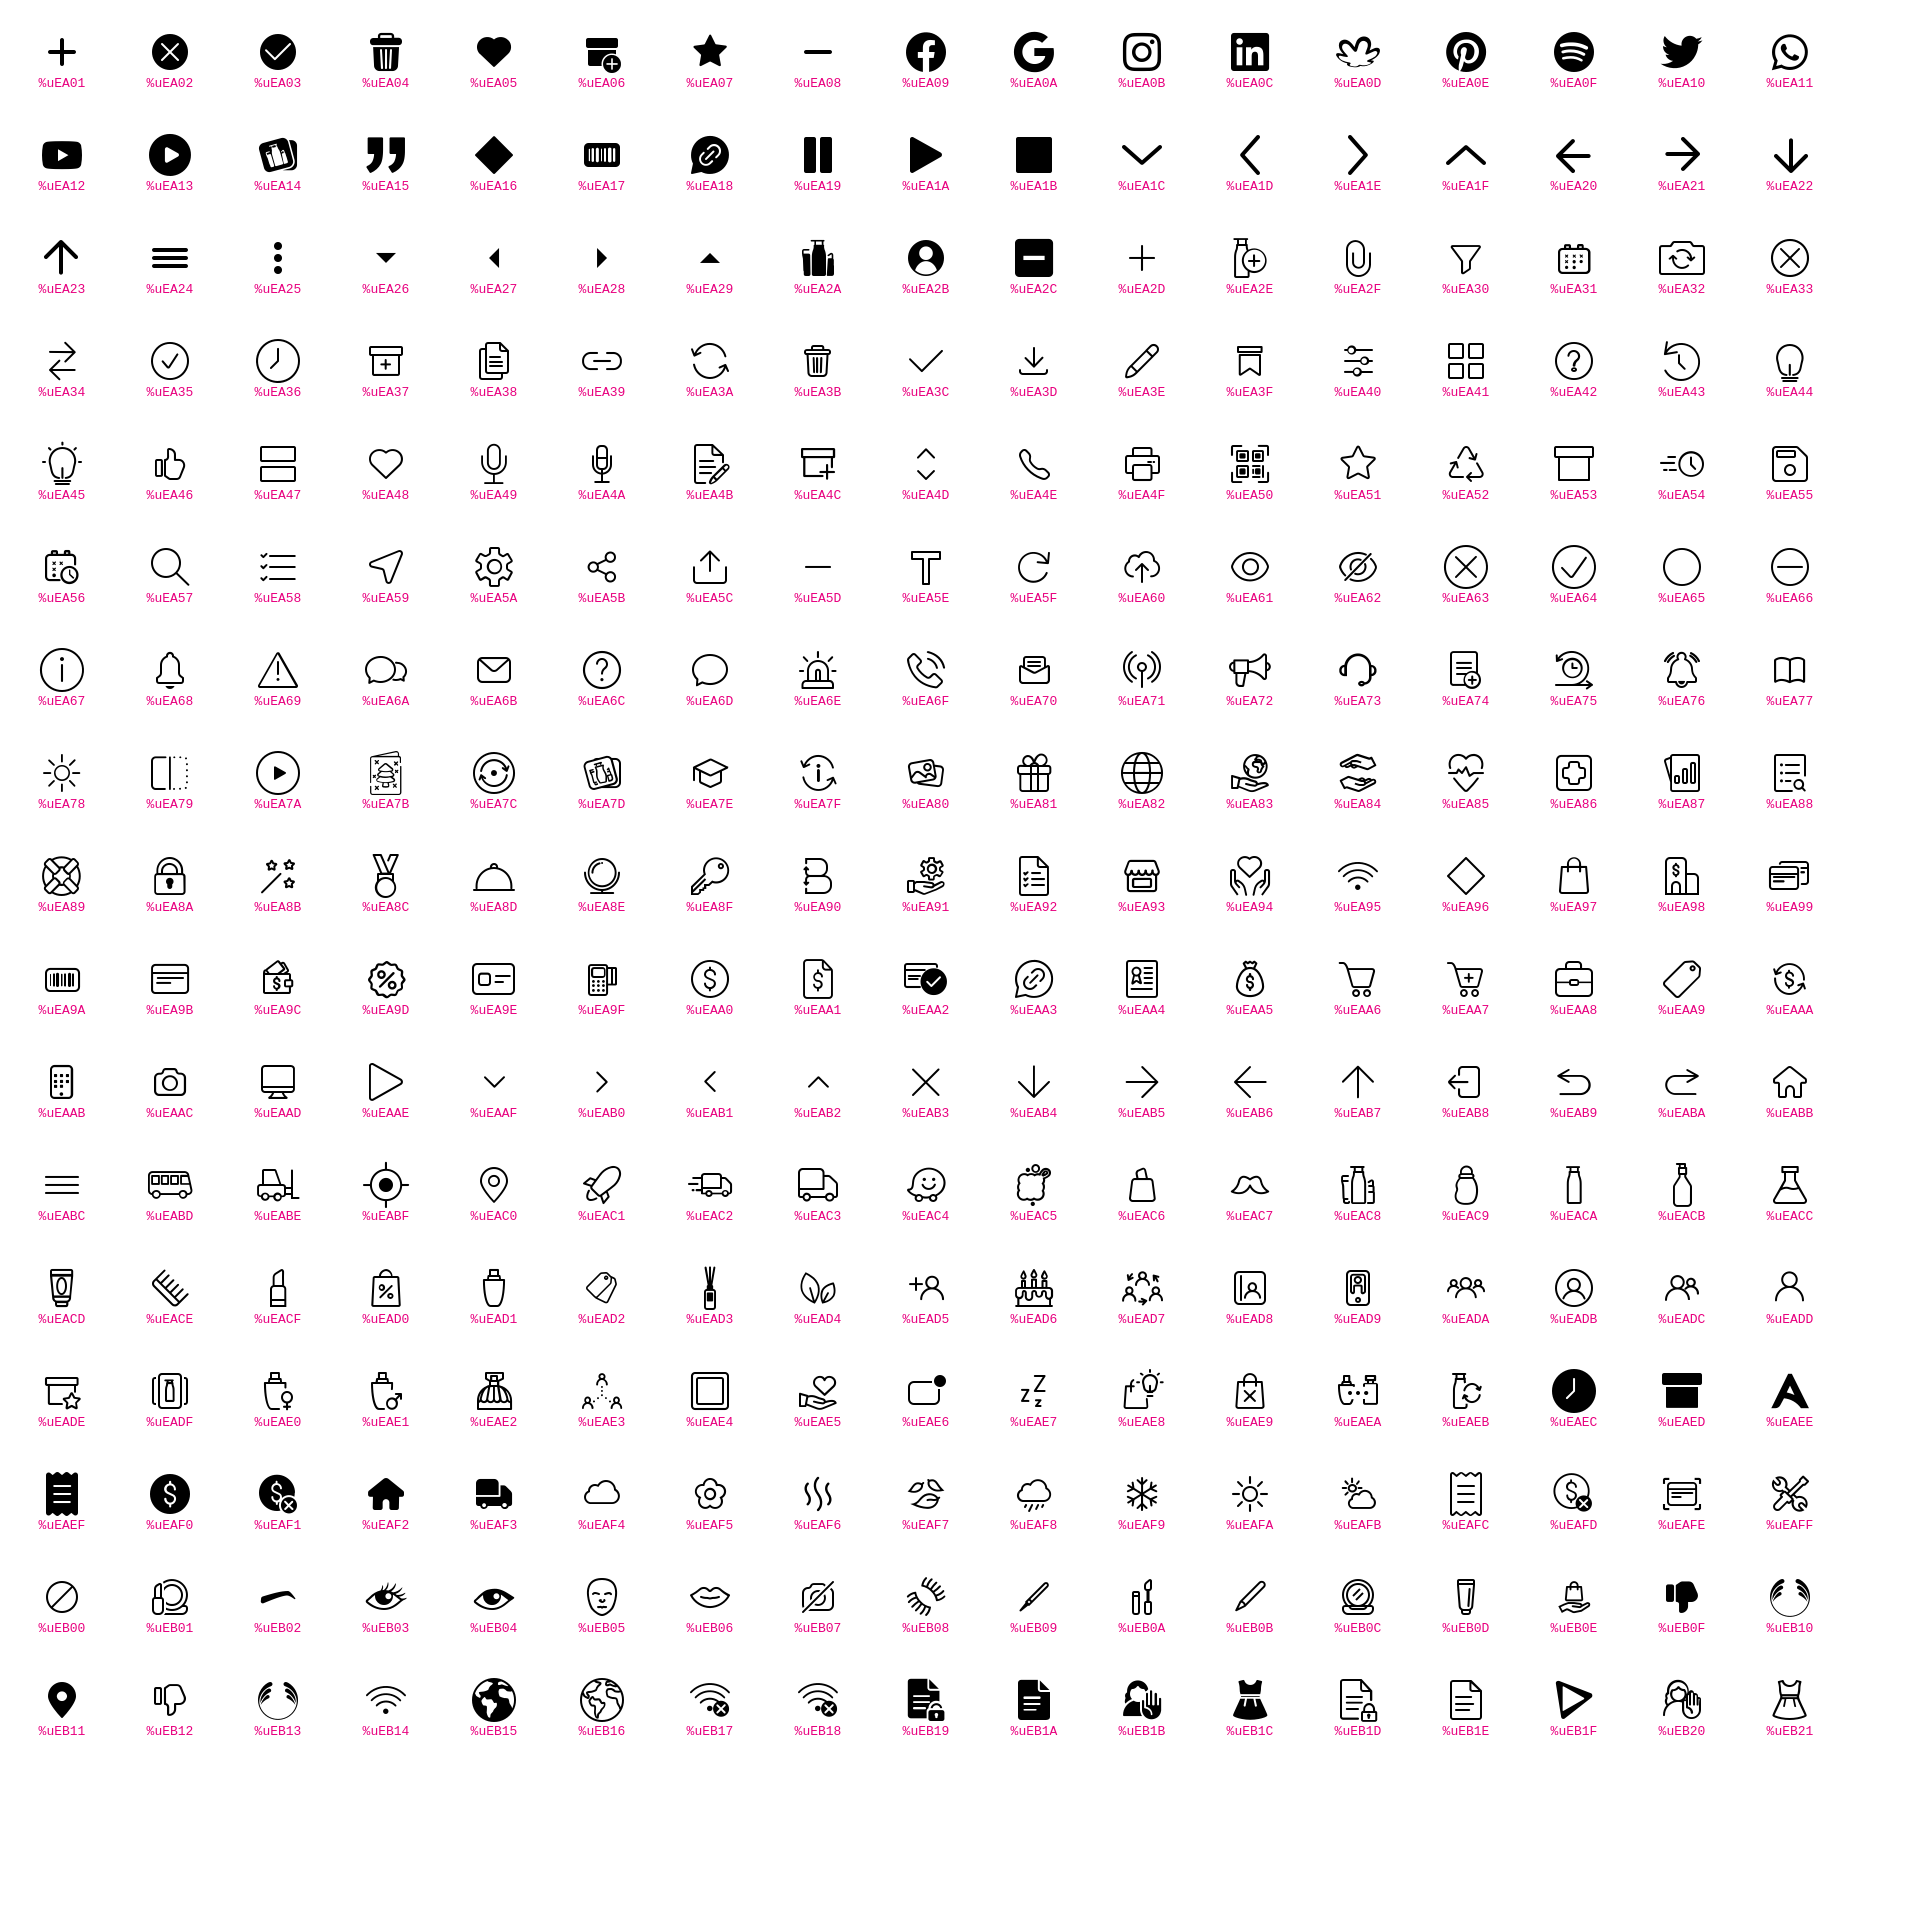 %uEA01 %uEA02 %uEA03 %uEA04 %uEA05 %uEA06 %uEA07 %uEA08 %uEA09 %uEA0A %uEA0B %uEA0C %uEA0D %uEA0E %uEA0F %uEA10 %uEA11
%uEA12 %uEA13 %uEA14 %uEA15 %uEA16 %uEA17 %uEA18 %uEA19 %uEA1A %uEA1B %uEA1C %uEA1D %uEA1E %uEA1F %uEA20 %uEA21 %uEA22
%uEA23 %uEA24 %uEA25 %uEA26 %uEA27 %uEA28 %uEA29 %uEA2A %uEA2B %uEA2C %uEA2D %uEA2E %uEA2F %uEA30 %uEA31 %uEA32 %uEA33
%uEA34 %uEA35 %uEA36 %uEA37 %uEA38 %uEA39 %uEA3A %uEA3B %uEA3C %uEA3D %uEA3E %uEA3F %uEA40 %uEA41 %uEA42 %uEA43 %uEA44
%uEA45 %uEA46 %uEA47 %uEA48 %uEA49 %uEA4A %uEA4B %uEA4C %uEA4D %uEA4E %uEA4F %uEA50 %uEA51 %uEA52 %uEA53 %uEA54 %uEA55
%uEA56 %uEA57 %uEA58 %uEA59 %uEA5A %uEA5B %uEA5C %uEA5D %uEA5E %uEA5F %uEA60 %uEA61 %uEA62 %uEA63 %uEA64 %uEA65 %uEA66
%uEA67 %uEA68 %uEA69 %uEA6A %uEA6B %uEA6C %uEA6D %uEA6E %uEA6F %uEA70 %uEA71 %uEA72 %uEA73 %uEA74 %uEA75 %uEA76 %uEA77
%uEA78 %uEA79 %uEA7A %uEA7B %uEA7C %uEA7D %uEA7E %uEA7F %uEA80 %uEA81 %uEA82 %uEA83 %uEA84 %uEA85 %uEA86 %uEA87 %uEA88
%uEA89 %uEA8A %uEA8B %uEA8C %uEA8D %uEA8E %uEA8F %uEA90 %uEA91 %uEA92 %uEA93 %uEA94 %uEA95 %uEA96 %uEA97 %uEA98 %uEA99
%uEA9A %uEA9B %uEA9C %uEA9D %uEA9E %uEA9F %uEAA0 %uEAA1 %uEAA2 %uEAA3 %uEAA4 %uEAA5 %uEAA6 %uEAA7 %uEAA8 %uEAA9 %uEAAA
%uEAAB %uEAAC %uEAAD %uEAAE %uEAAF %uEAB0 %uEAB1 %uEAB2 %uEAB3 %uEAB4 %uEAB5 %uEAB6 %uEAB7 %uEAB8 %uEAB9 %uEABA %uEABB
%uEABC %uEABD %uEABE %uEABF %uEAC0 %uEAC1 %uEAC2 %uEAC3 %uEAC4 %uEAC5 %uEAC6 %uEAC7 %uEAC8 %uEAC9 %uEACA %uEACB %uEACC
%uEACD %uEACE %uEACF %uEAD0 %uEAD1 %uEAD2 %uEAD3 %uEAD4 %uEAD5 %uEAD6 %uEAD7 %uEAD8 %uEAD9 %uEADA %uEADB %uEADC %uEADD
%uEADE %uEADF %uEAE0 %uEAE1 %uEAE2 %uEAE3 %uEAE4 %uEAE5 %uEAE6 %uEAE7 %uEAE8 %uEAE9 %uEAEA %uEAEB %uEAEC %uEAED %uEAEE
%uEAEF %uEAF0 %uEAF1 %uEAF2 %uEAF3 %uEAF4 %uEAF5 %uEAF6 %uEAF7 %uEAF8 %uEAF9 %uEAFA %uEAFB %uEAFC %uEAFD %uEAFE %uEAFF
%uEB00 %uEB01 %uEB02 %uEB03 %uEB04 %uEB05 %uEB06 %uEB07 %uEB08 %uEB09 %uEB0A %uEB0B %uEB0C %uEB0D %uEB0E %uEB0F %uEB10
%uEB11 %uEB12 %uEB13 %uEB14 %uEB15 %uEB16 %uEB17 %uEB18 %uEB19 %uEB1A %uEB1B %uEB1C %uEB1D %uEB1E %uEB1F %uEB20 %uEB21